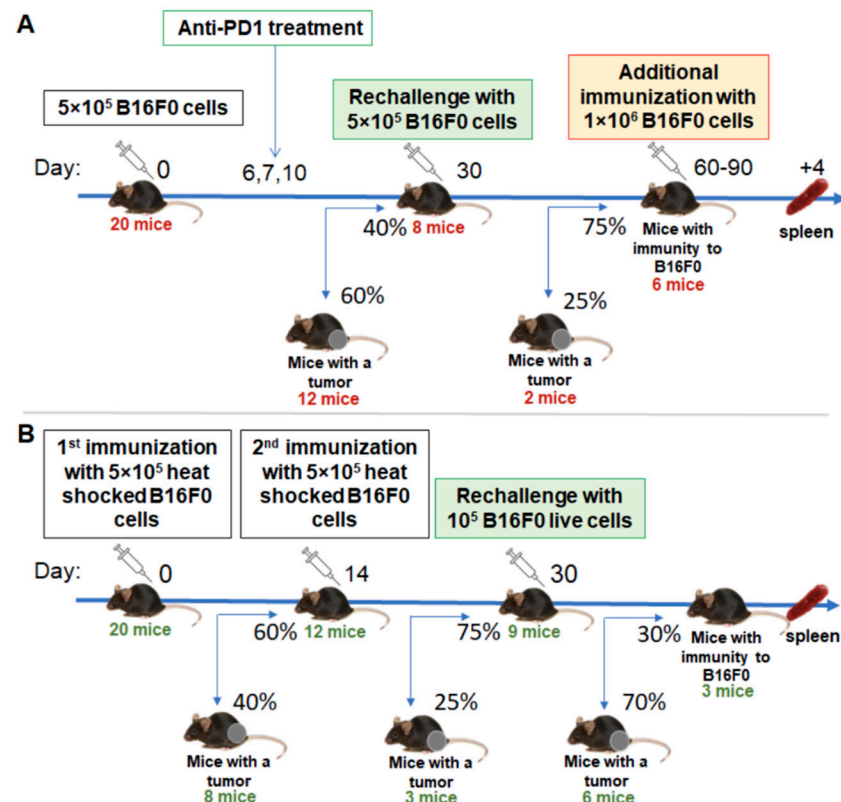 A
Anti-PD1 treatment
5×10⁵ B16F0 cells
Rechallenge with
5×10⁵ B16F0 cells
Additional
immunization with
1×10⁶ B16F0 cells
Day: 0 6,7,10 30 60-90 +4
20 mice
40%
8 mice
75%
Mice with
immunity to
B16F0
6 mice
spleen
60%
Mice with a
tumor
12 mice
25%
Mice with a
tumor
2 mice
B
1st immunization
with 5×10⁵ heat
shocked B16F0
cells
2nd immunization
with 5×10⁵ heat
shocked B16F0
cells
Rechallenge with
10⁵ B16F0 live cells
Day: 0 14 30
20 mice
60%
12 mice
75%
9 mice
30%
Mice with
immunity to
B16F0
3 mice
spleen
40%
Mice with a
tumor
8 mice
25%
Mice with a
tumor
3 mice
70%
Mice with a
tumor
6 mice